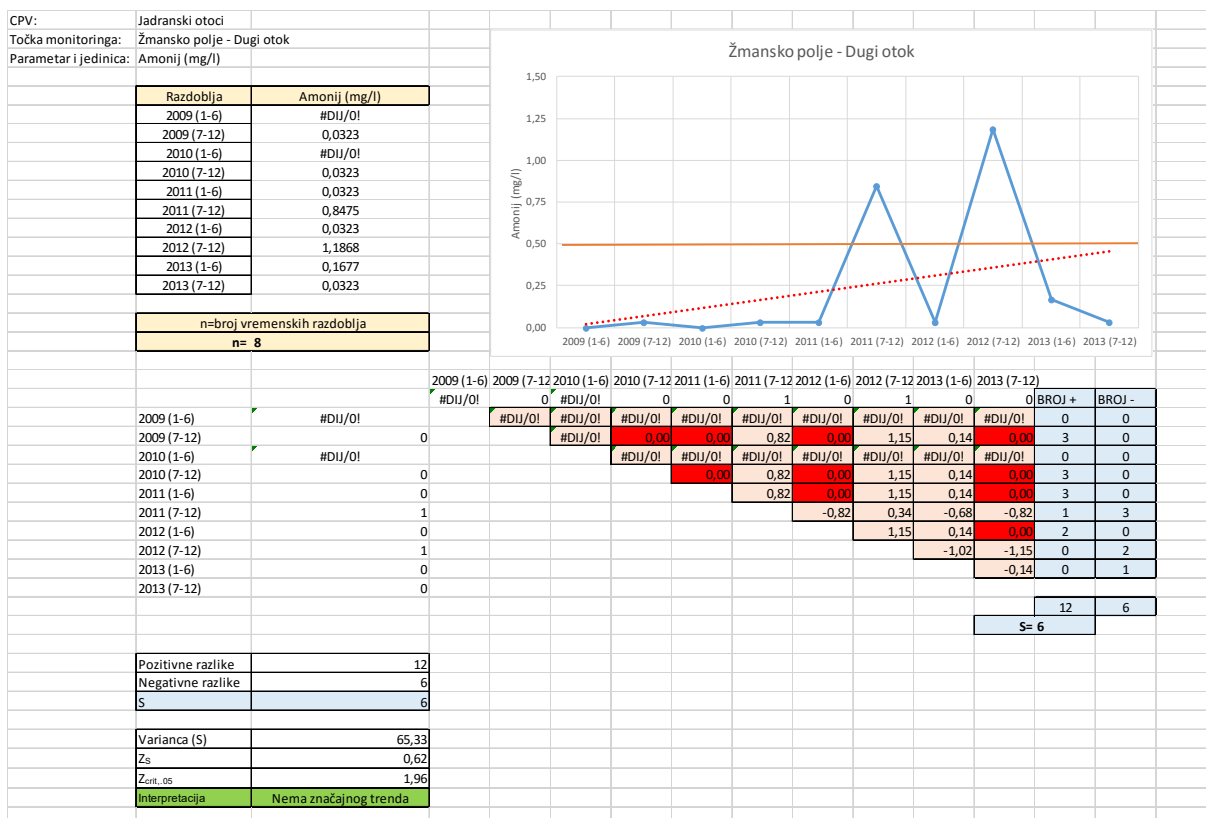 CPV: Jadranski otoci
Točka monitoringa: Žmansko polje - Dugi otok
Parametar i jedinica: Amonij (mg/l)
Razdoblja Amonij (mg/l)
2009 (1-6) #DIJ/0!
2009 (7-12) 0,0323
2010 (1-6) #DIJ/0!
2010 (7-12) 0,0323
2011 (1-6) 0,0323
2011 (7-12) 0,8475
2012 (1-6) 0,0323
2012 (7-12) 1,1868
2013 (1-6) 0,1677
2013 (7-12) 0,0323
n=broj vremenskih razdoblja
n= 8
Žmansko polje - Dugi otok
Amonij (mg/l)
1,50
1,25
1,00
0,75
0,50
0,25
0,00
2009 (1-6) 2009 (7-12) 2010 (1-6) 2010 (7-12) 2011 (1-6) 2011 (7-12) 2012 (1-6) 2012 (7-12) 2013 (1-6) 2013 (7-12)
2009 (1-6) 2009 (7-12 2010 (1-6) 2010 (7-12 2011 (1-6) 2011 (7-12 2012 (1-6) 2012 (7-12 2013 (1-6) 2013 (7-12)
#DIJ/0! 0 #DIJ/0! 0 0 1 0 1 0 0 BROJ + BROJ -
2009 (1-6) #DIJ/0! #DIJ/0! #DIJ/0! #DIJ/0! #DIJ/0! #DIJ/0! #DIJ/0! #DIJ/0! #DIJ/0! #DIJ/0! 0 0
2009 (7-12) 0 #DIJ/0! 0,00 0,00 0,82 0,00 1,15 0,14 0,00 3 0
2010 (1-6) #DIJ/0! #DIJ/0! #DIJ/0! #DIJ/0! #DIJ/0! #DIJ/0! #DIJ/0! #DIJ/0! 0 0
2010 (7-12) 0 0,00 0,82 0,00 1,15 0,14 0,00 3 0
2011 (1-6) 0 0,82 0,00 1,15 0,14 0,00 3 0
2011 (7-12) 1 -0,82 0,34 -0,68 -0,82 1 3
2012 (1-6) 0 1,15 0,14 0,00 2 0
2012 (7-12) 1 -1,02 -1,15 0 2
2013 (1-6) 0 -0,14 0 1
2013 (7-12) 0
12 6
S= 6
Pozitivne razlike 12
Negativne razlike 6
S 6
Varianca (S) 65,33
Zs 0,62
Zcrit,.05 1,96
Interpretacija Nema značajnog trenda